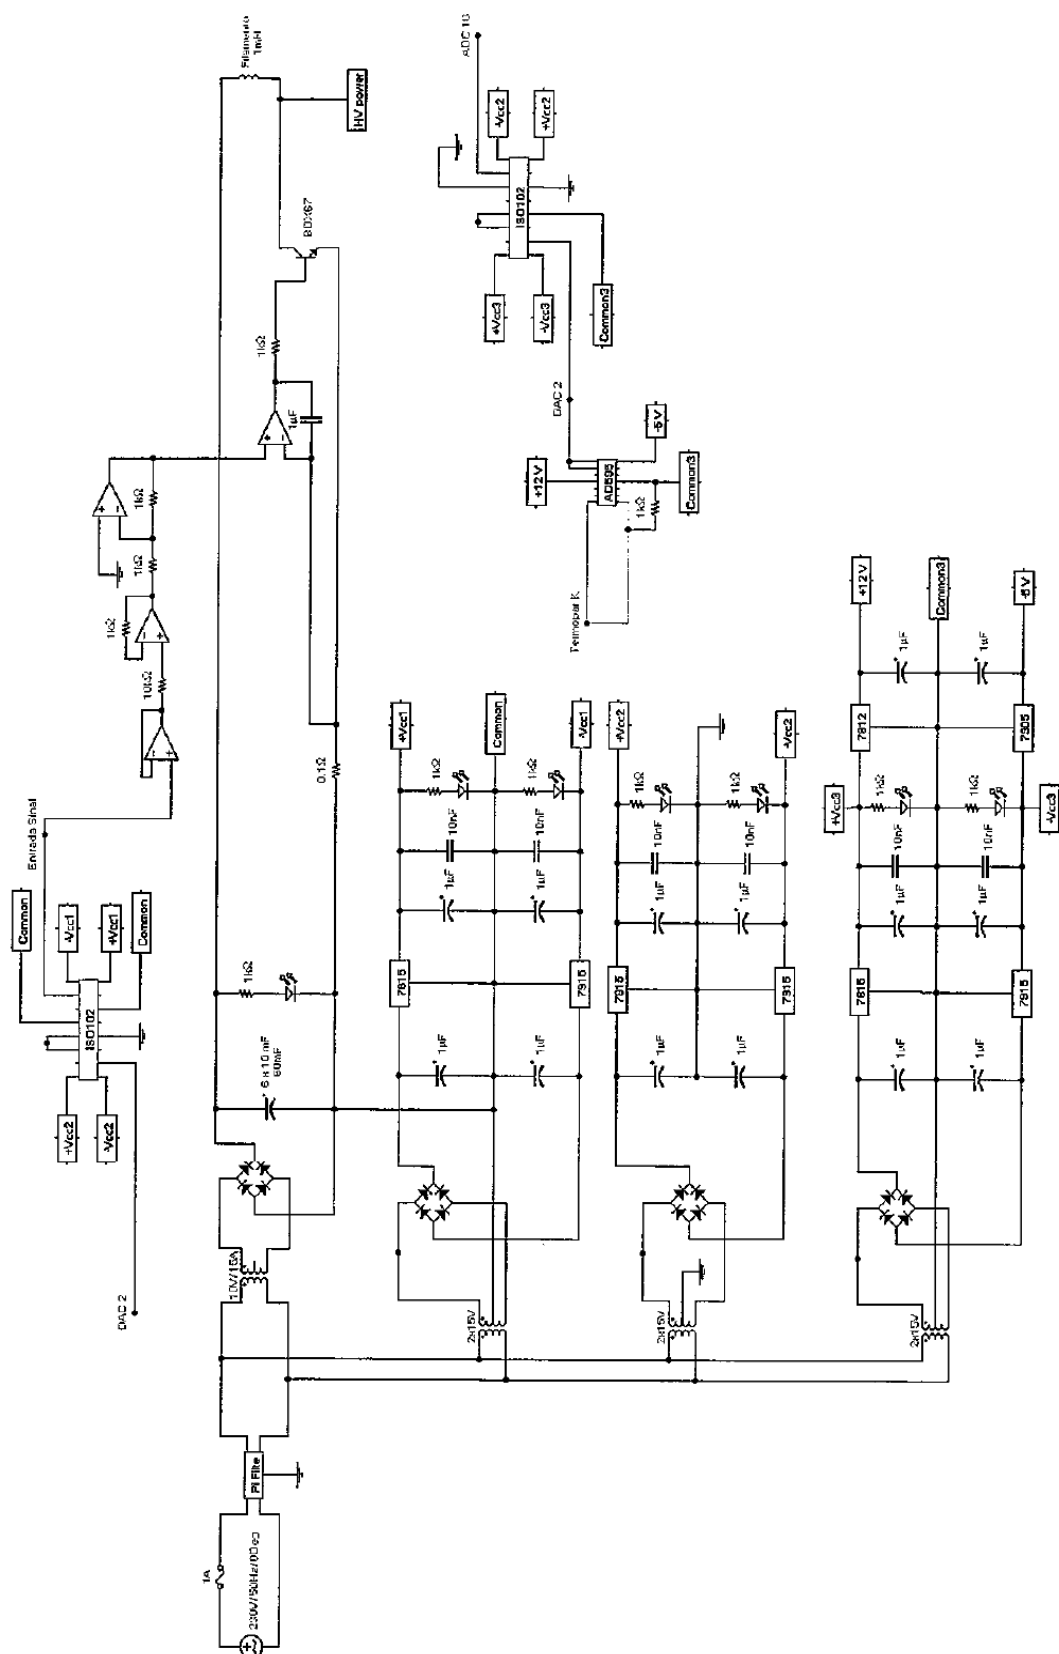 1A
230V/50Hz/0Deg
Pi Filte
10V/15A
6 x 10 mF
60mF
1kΩ
0.1Ω
DAC 2
+Vcc2
-Vcc2
ISO102
Common
-Vcc1
+Vcc1
Common
Entrada Sinal
10kΩ
1kΩ
1kΩ
1kΩ
1µF
1kΩ
BDX67
Filamento
1mH
HV power
2x15V
1µF
1µF
7815
7915
1µF
1µF
10nF
10nF
1kΩ
1kΩ
+Vcc1
Common
-Vcc1
2x15V
1µF
1µF
7915
1µF
1µF
10nF
10nF
1kΩ
1kΩ
+Vcc2
-Vcc2
2x15V
1µF
1µF
7815
7915
1µF
1µF
10nF
10nF
1kΩ
1kΩ
+Vcc3
-Vcc3
7812
7905
1µF
1µF
+12V
Common3
-5V
Termopar K
1kΩ
AD595
+12V
-5V
Common3
DAC 2
+Vcc3
-Vcc3
Common3
ISO102
-Vcc2
+Vcc2
ADC 16